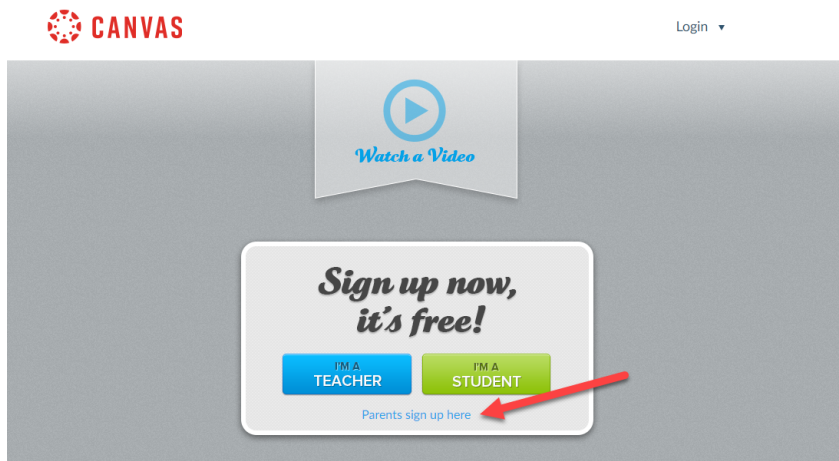 CANVAS
Login
Watch a Video
Sign up now,
it's free!
I'M A
TEACHER
I'M A
STUDENT
Parents sign up here